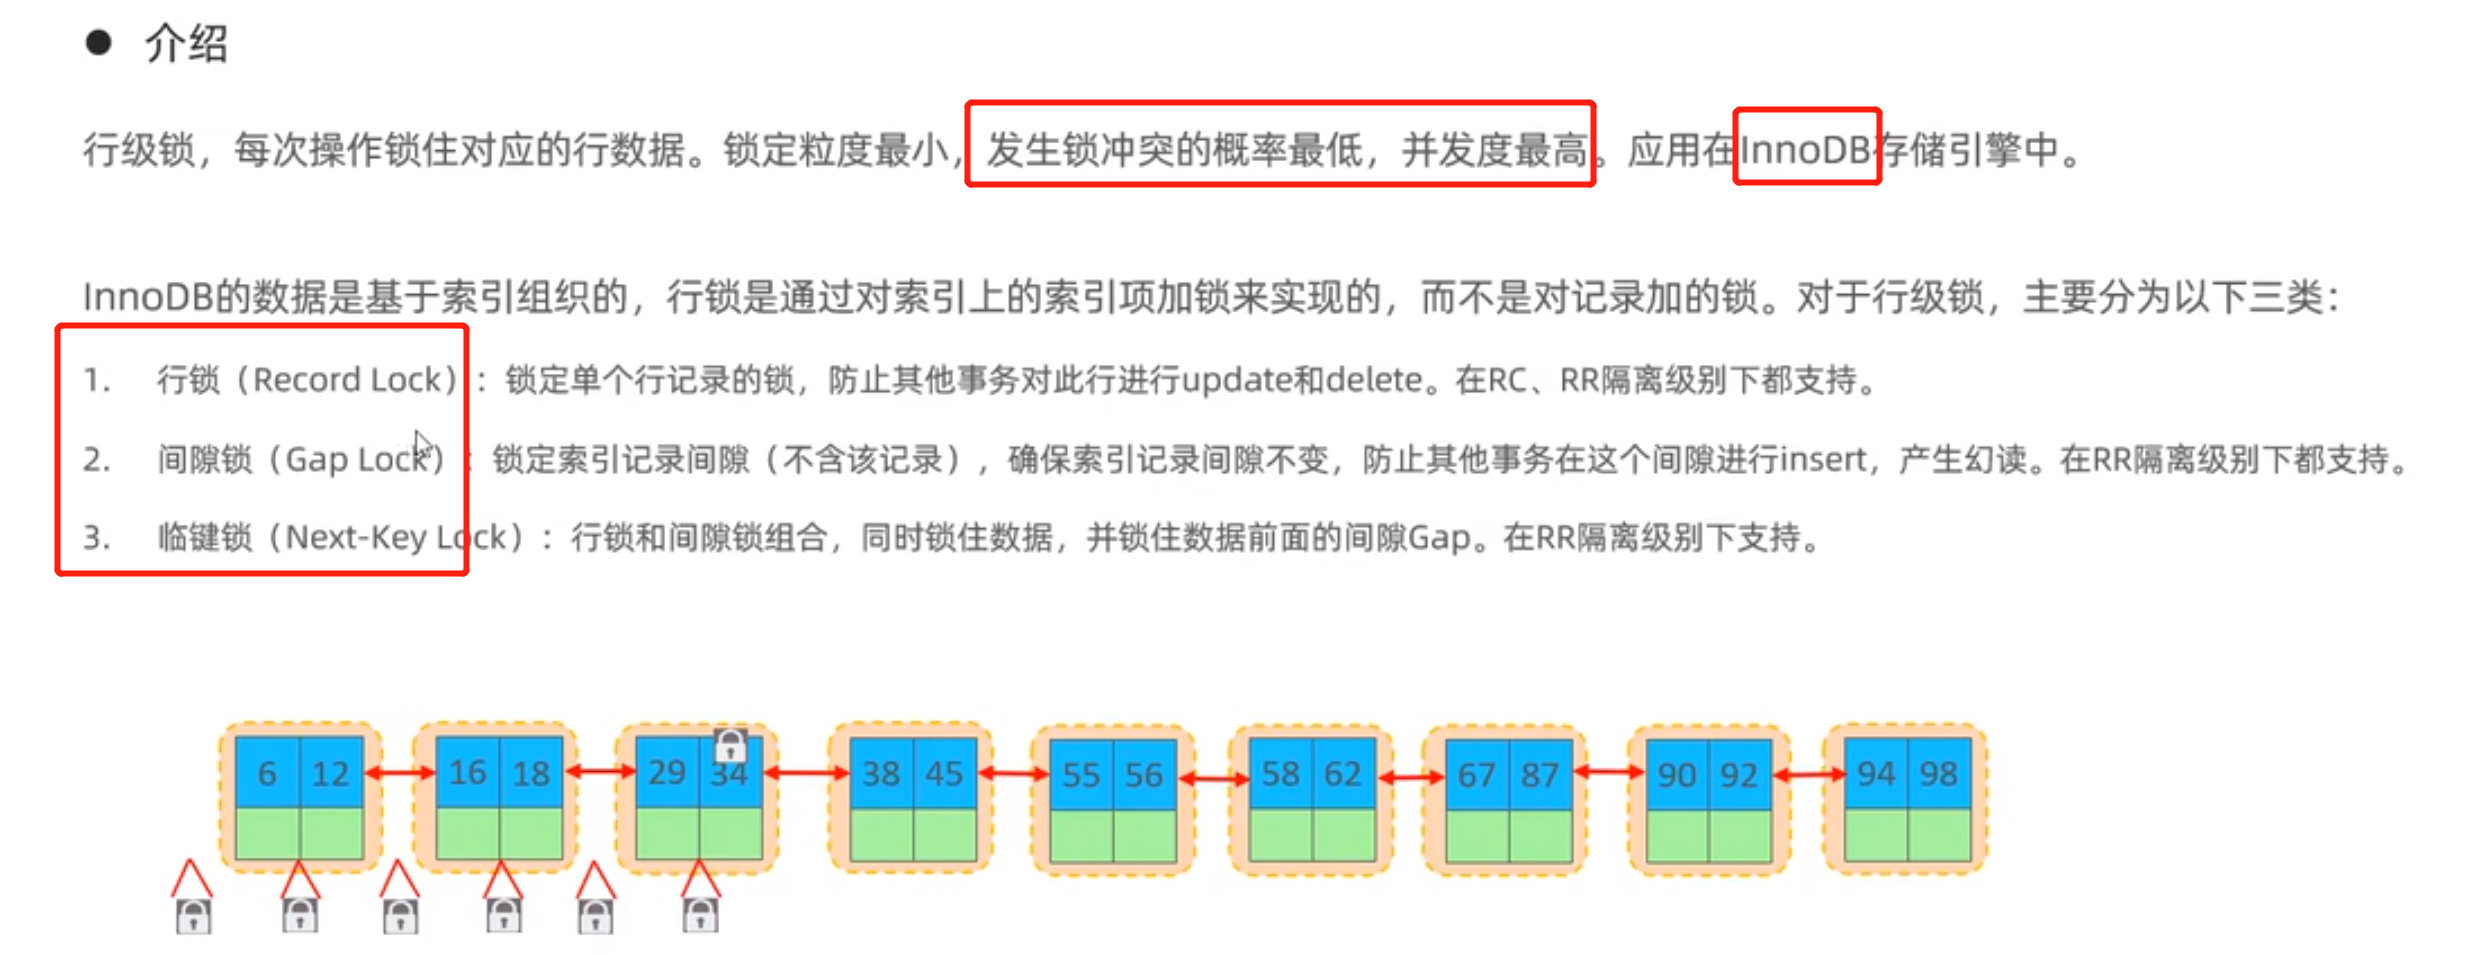 ● 介绍
行级锁，每次操作锁住对应的行数据。锁定粒度最小，发生锁冲突的概率最低，并发度最高。应用在InnoDB存储引擎中。
InnoDB的数据是基于索引组织的，行锁是通过对索引上的索引项加锁来实现的，而不是对记录加的锁。对于行级锁，主要分为以下三类：
1. 行锁（Record Lock）：锁定单个行记录的锁，防止其他事务对此行进行update和delete。在RC、RR隔离级别下都支持。
2. 间隙锁（Gap Lock）：锁定索引记录间隙（不含该记录），确保索引记录间隙不变，防止其他事务在这个间隙进行insert，产生幻读。在RR隔离级别下都支持。
3. 临键锁（Next-Key Lock）：行锁和间隙锁组合，同时锁住数据，并锁住数据前面的间隙Gap。在RR隔离级别下支持。
6 12 16 18 29 34 38 45 55 56 58 62 67 87 90 92 94 98